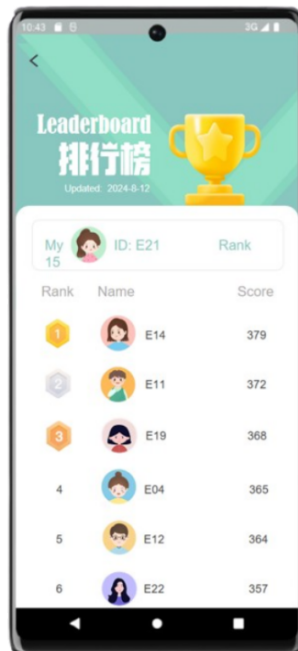 10:43
3G
Leaderboard
排行榜
Updated: 2024-6-12
My ID: E21 Rank
15
Rank Name Score
1 E14 379
2 E11 372
3 E19 368
4 E04 365
5 E12 364
6 E22 357